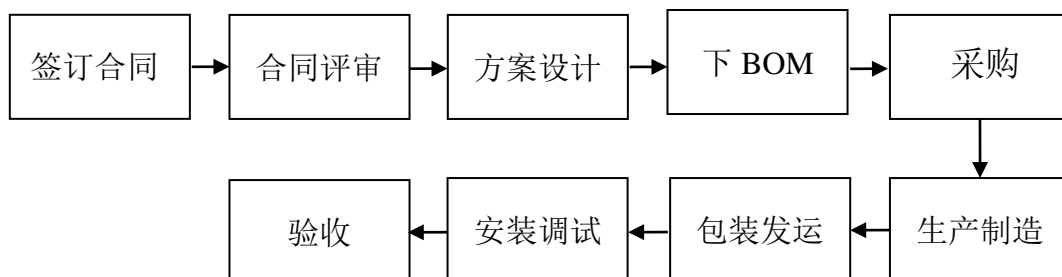 签订合同
合同评审
方案设计
下 BOM
采购
生产制造
包装发运
安装调试
验收